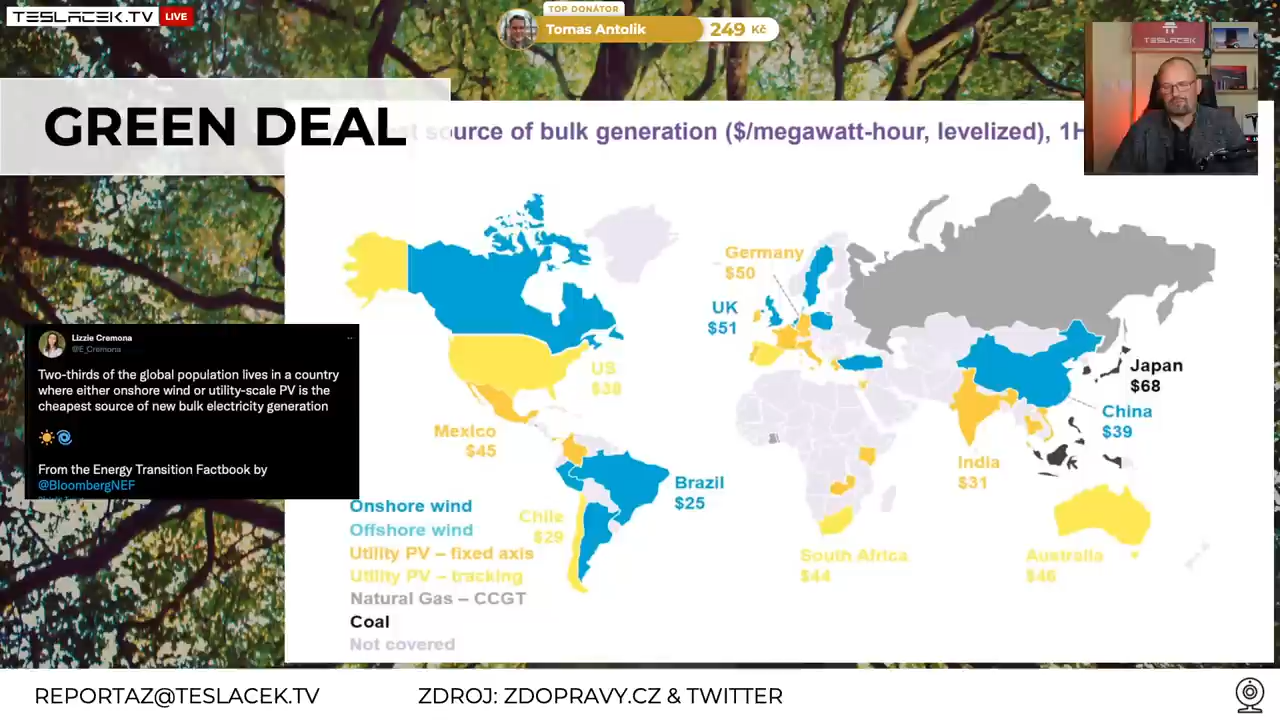 TESLACEK.TV LIVE
TOP DONÁTOR
Tomas Antolik 249 Kč
TESLACEK
GREEN DEAL
source of bulk generation ($/megawatt-hour, levelized), 1H
Germany
$50
UK
$51
US
$38
Japan
$68
China
$39
Mexico
$45
India
$31
Brazil
$25
Chile
$29
South Africa
$44
Australia
$46
Lizzie Cremona
@E_Cremona
Two-thirds of the global population lives in a country
where either onshore wind or utility-scale PV is the
cheapest source of new bulk electricity generation
From the Energy Transition Factbook by
@BloombergNEF
Onshore wind
Offshore wind
Utility PV – fixed axis
Utility PV – tracking
Natural Gas – CCGT
Coal
Not covered
REPORTAZ@TESLACEK.TV
ZDROJ: ZDOPRAVY.CZ & TWITTER